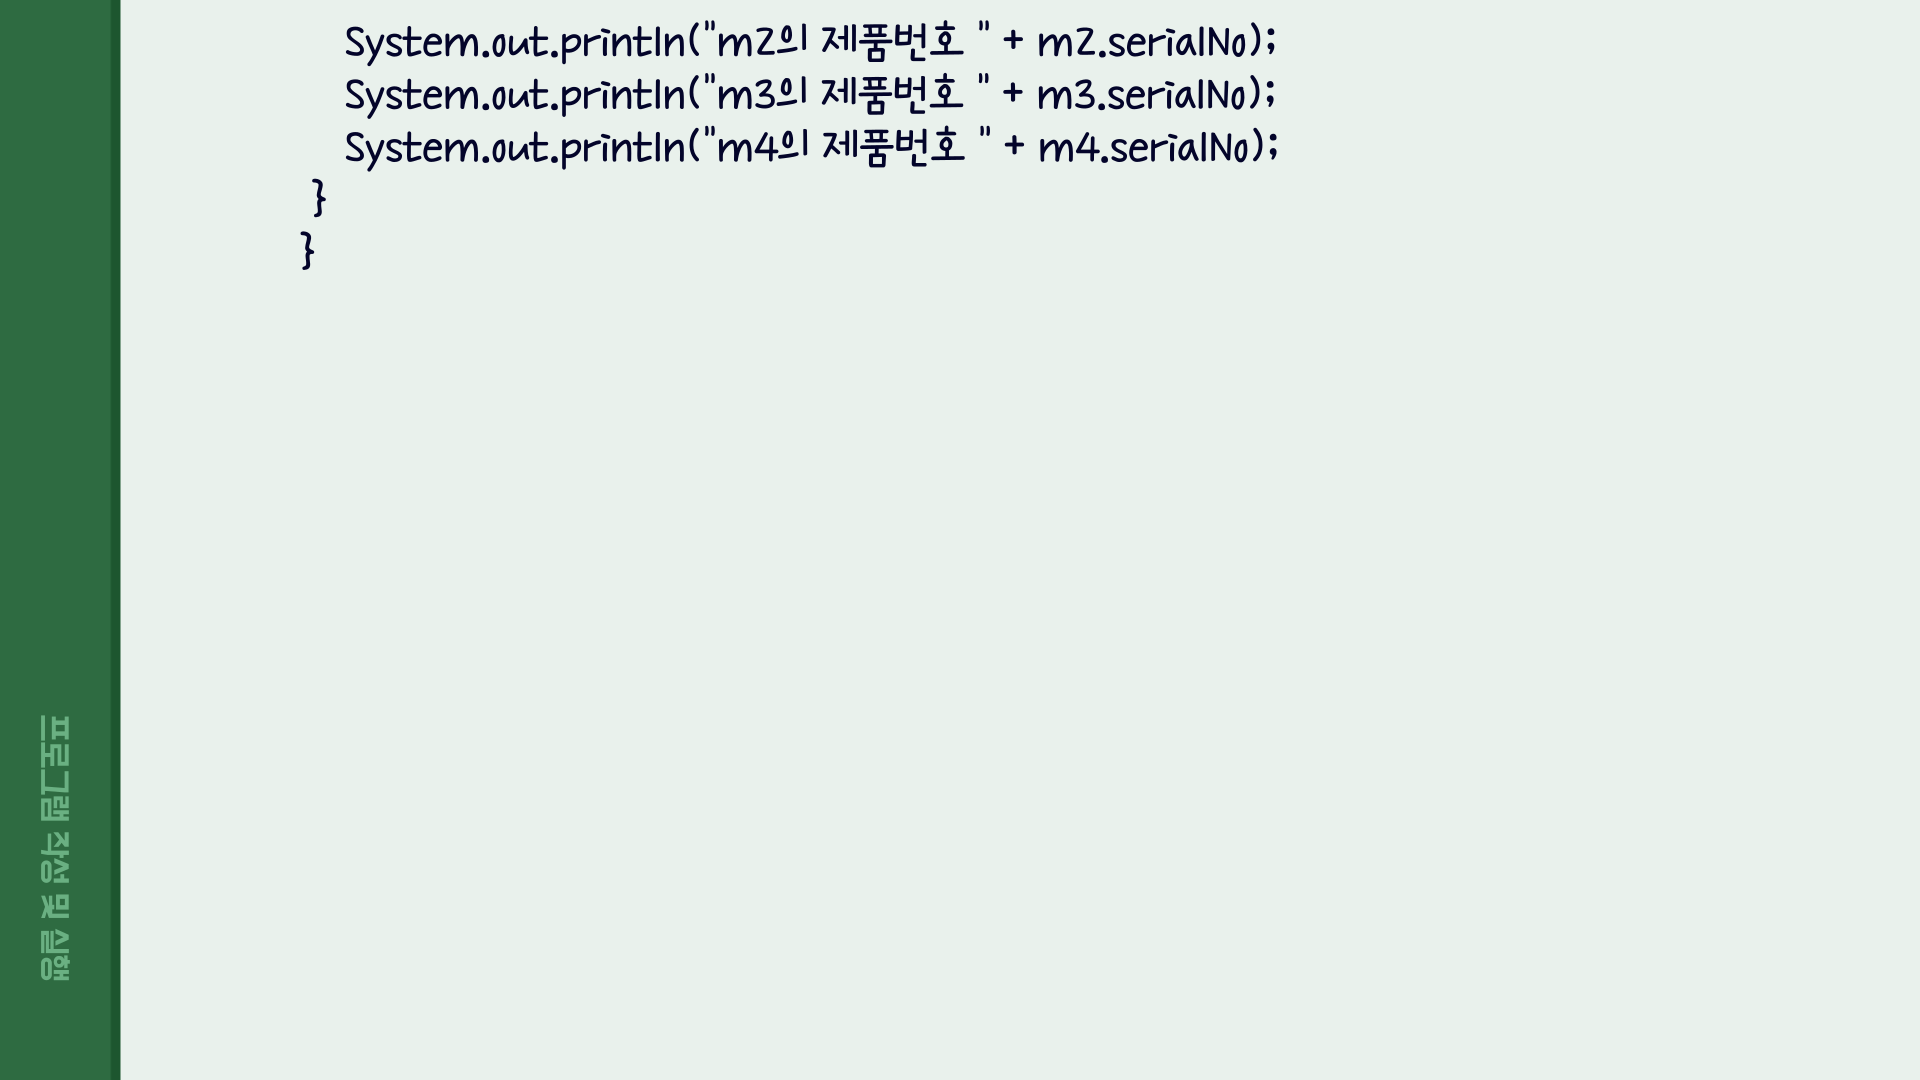 System.out.println("m2의 제품번호 " + m2.serialNo);
System.out.println("m3의 제품번호 " + m3.serialNo);
System.out.println("m4의 제품번호 " + m4.serialNo);
}
}
프로그램 작성 및 실행